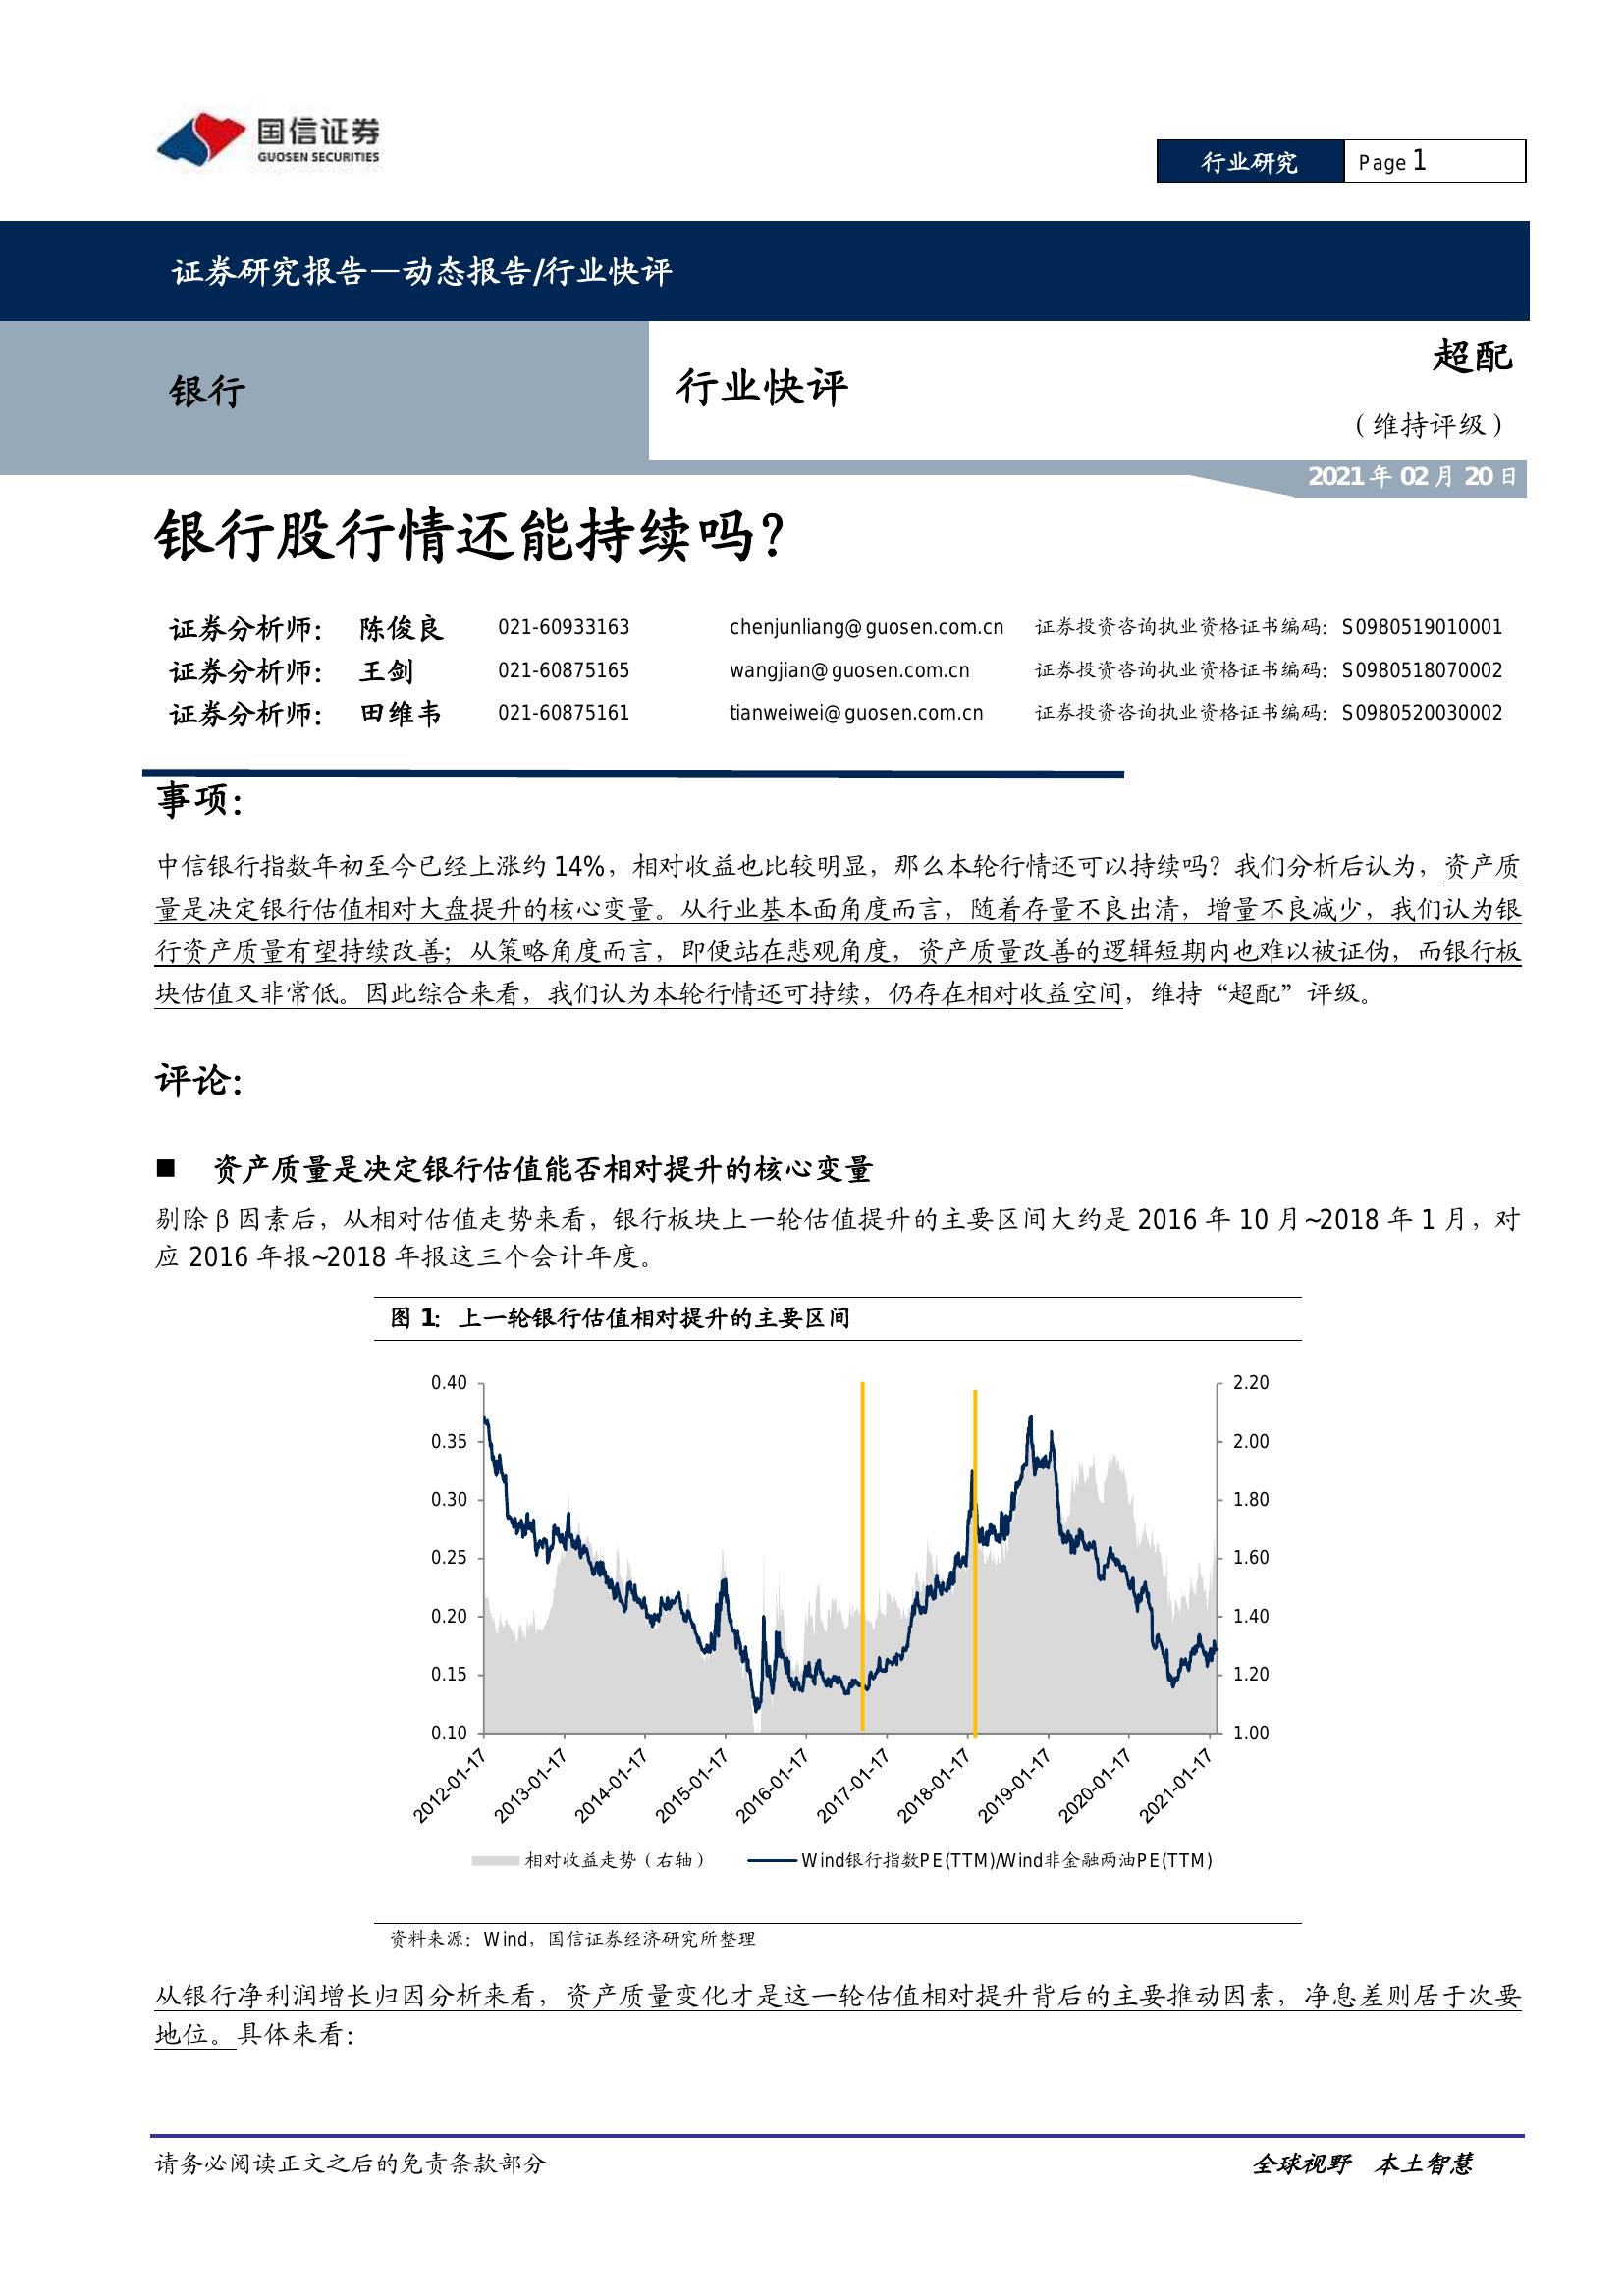 国信证券
GUOSEN SECURITIES
行业研究
Page 1
证券研究报告—动态报告/行业快评
银行
行业快评
超配
（维持评级）
2021 年 02 月 20 日
银行股行情还能持续吗？
证券分析师： 陈俊良 021-60933163 chenjunliang@guosen.com.cn 证券投资咨询执业资格证书编码：S0980519010001
证券分析师： 王剑 021-60875165 wangjian@guosen.com.cn 证券投资咨询执业资格证书编码：S0980518070002
证券分析师： 田维韦 021-60875161 tianweiwei@guosen.com.cn 证券投资咨询执业资格证书编码：S0980520030002
事项：
中信银行指数年初至今已经上涨约 14%，相对收益也比较明显，那么本轮行情还可以持续吗？我们分析后认为，资产质
量是决定银行估值相对大盘提升的核心变量。从行业基本面角度而言，随着存量不良出清，增量不良减少，我们认为银
行资产质量有望持续改善；从策略角度而言，即便站在悲观角度，资产质量改善的逻辑短期内也难以被证伪，而银行板
块估值又非常低。因此综合来看，我们认为本轮行情还可持续，仍存在相对收益空间，维持“超配”评级。
评论：
■ 资产质量是决定银行估值能否相对提升的核心变量
剔除 β 因素后，从相对估值走势来看，银行板块上一轮估值提升的主要区间大约是 2016 年 10 月~2018 年 1 月，对
应 2016 年报~2018 年报这三个会计年度。
图 1：上一轮银行估值相对提升的主要区间
0.40
0.35
0.30
0.25
0.20
0.15
0.10
2.20
2.00
1.80
1.60
1.40
1.20
1.00
2012-01-17
2013-01-17
2014-01-17
2015-01-17
2016-01-17
2017-01-17
2018-01-17
2019-01-17
2020-01-17
2021-01-17
相对收益走势（右轴）
Wind银行指数PE(TTM)/Wind非金融两油PE(TTM)
资料来源：Wind，国信证券经济研究所整理
从银行净利润增长归因分析来看，资产质量变化才是这一轮估值相对提升背后的主要推动因素，净息差则居于次要
地位。具体来看：
请务必阅读正文之后的免责条款部分
全球视野 本土智慧